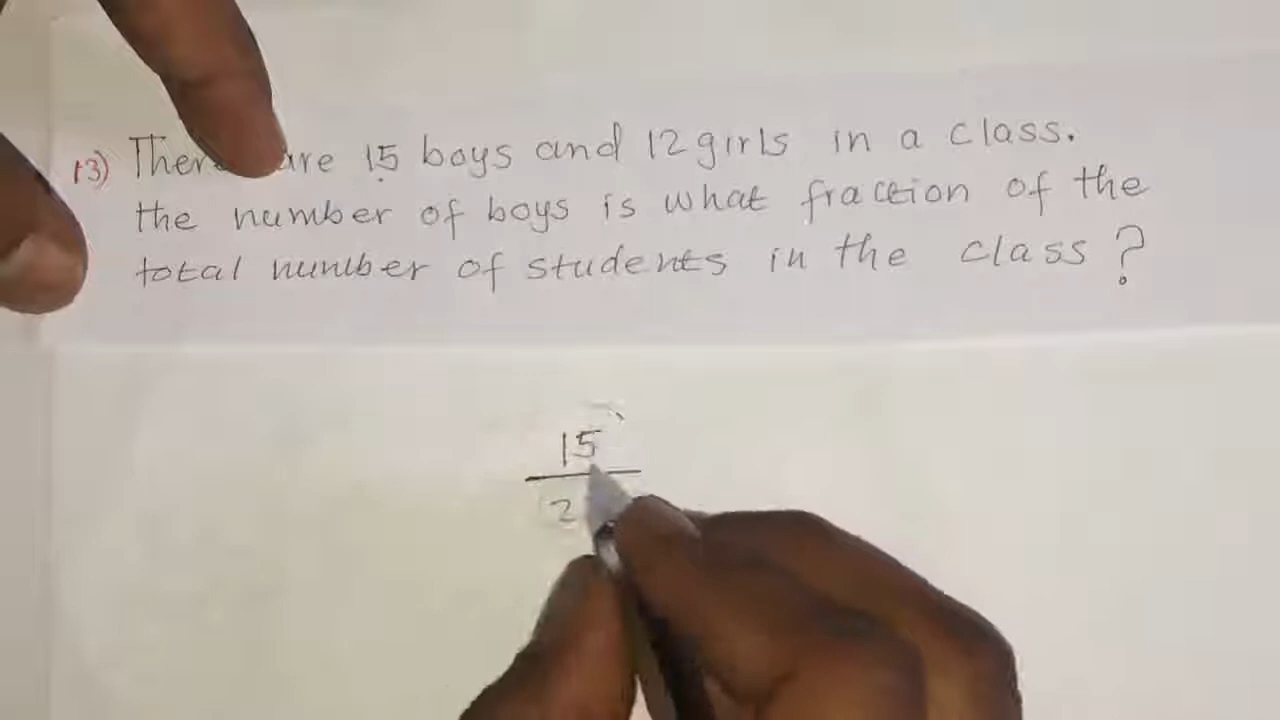 13) There are 15 boys and 12 girls in a class.
the number of boys is what fraction of the
total number of students in the class ?
15
2